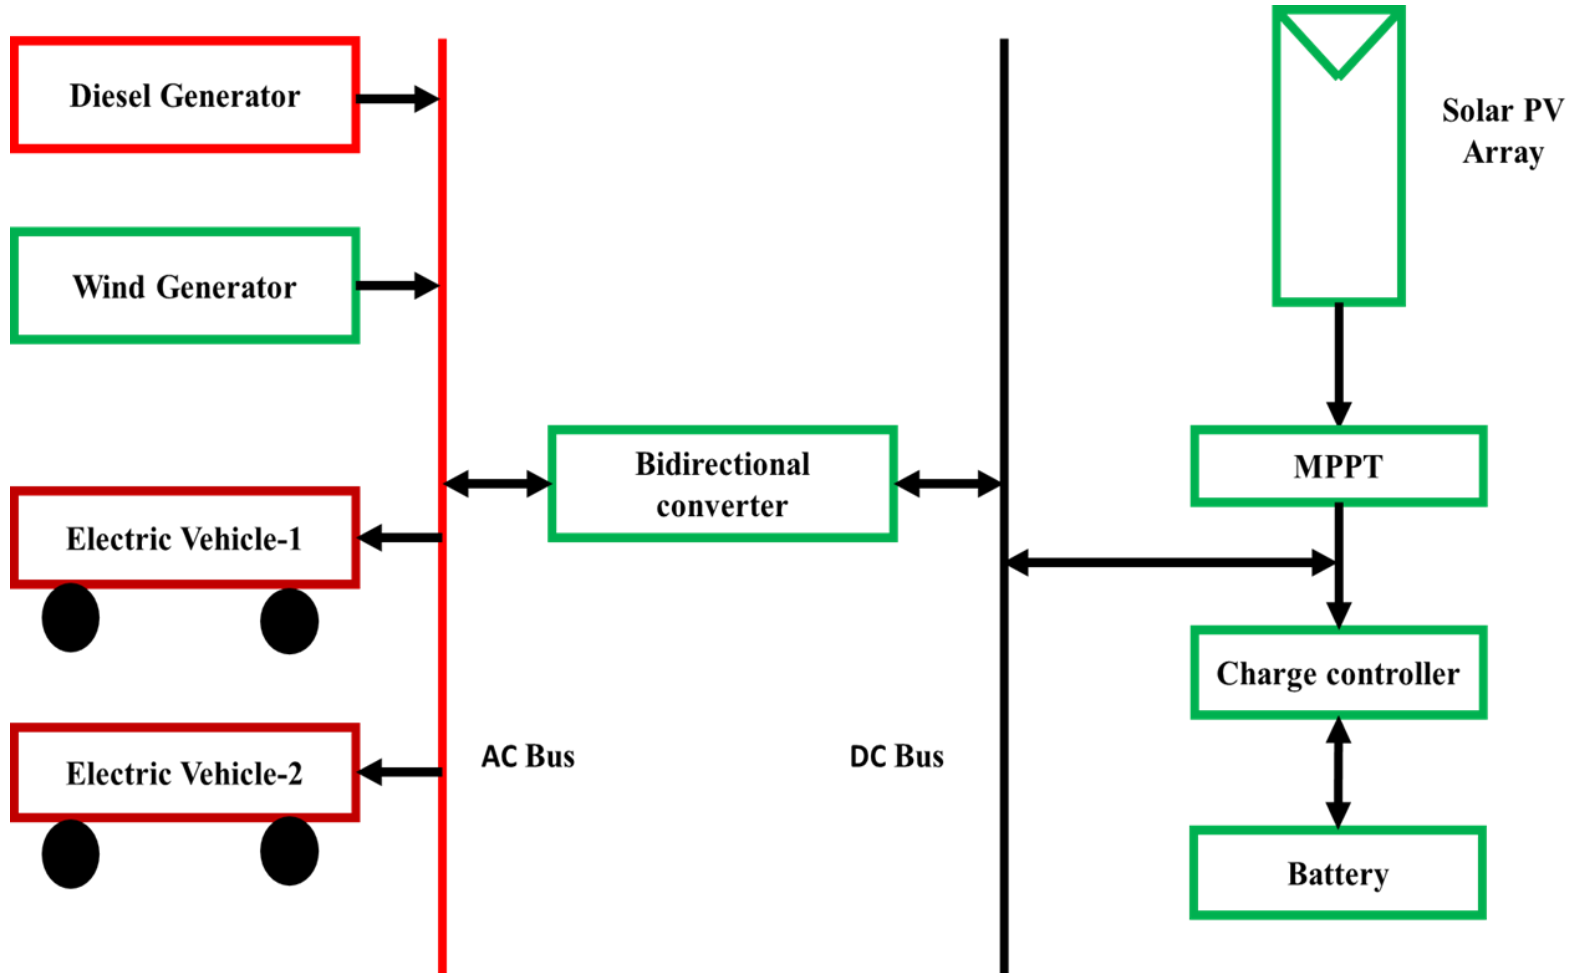 Diesel Generator
Wind Generator
Electric Vehicle-1
Electric Vehicle-2
AC Bus
Bidirectional
converter
DC Bus
Solar PV
Array
MPPT
Charge controller
Battery